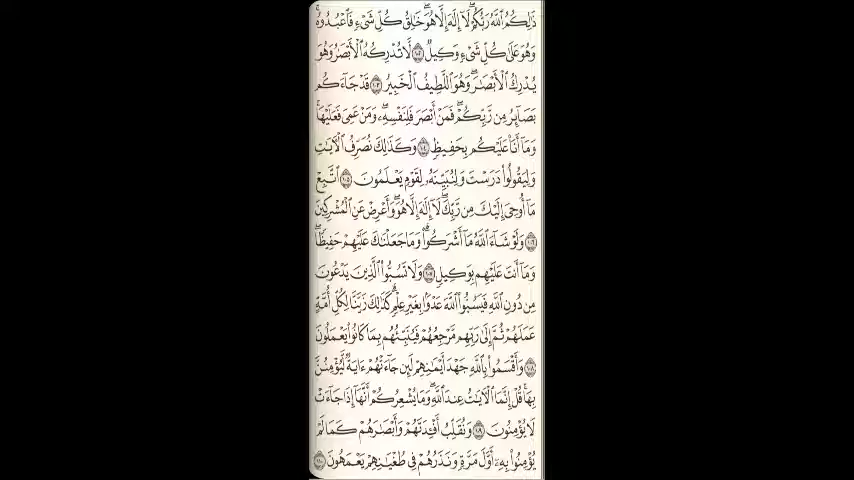 ذَٰلِكُمُ ٱللَّهُ رَبُّكُمۡۖ لَآ إِلَٰهَ إِلَّا هُوَۖ خَٰلِقُ كُلِّ شَيۡءٖ فَٱعۡبُدُوهُۚ
وَهُوَ عَلَىٰ كُلِّ شَيۡءٖ وَكِيلٞ ١٠٢ لَّا تُدۡرِكُهُ ٱلۡأَبۡصَٰرُ وَهُوَ
يُدۡرِكُ ٱلۡأَبۡصَٰرَۖ وَهُوَ ٱللَّطِيفُ ٱلۡخَبِيرُ ١٠٣ قَدۡ جَآءَكُم
بَصَآئِرُ مِن رَّبِّكُمۡۖ فَمَنۡ أَبۡصَرَ فَلِنَفۡسِهِۦۖ وَمَنۡ عَمِيَ فَعَلَيۡهَاۚ
وَمَآ أَنَا۠ عَلَيۡكُم بِحَفِيظٖ ١٠٤ وَكَذَٰلِكَ نُصَرِّفُ ٱلۡأٓيَٰتِ
وَلِيَقُولُواْ دَرَسۡتَ وَلِنُبَيِّنَهُۥ لِقَوۡمٖ يَعۡلَمُونَ ١٠٥ ٱتَّبِعۡ
مَآ أُوحِيَ إِلَيۡكَ مِن رَّبِّكَۖ لَآ إِلَٰهَ إِلَّا هُوَۖ وَأَعۡرِضۡ عَنِ ٱلۡمُشۡرِكِينَ
١٠٦ وَلَوۡ شَآءَ ٱللَّهُ مَآ أَشۡرَكُواْۗ وَمَا جَعَلۡنَٰكَ عَلَيۡهِمۡ حَفِيظٗاۖ
وَمَآ أَنتَ عَلَيۡهِم بِوَكِيلٖ ١٠٧ وَلَا تَسُبُّواْ ٱلَّذِينَ يَدۡعُونَ
مِن دُونِ ٱللَّهِ فَيَسُبُّواْ ٱللَّهَ عَدۡوَۢا بِغَيۡرِ عِلۡمٖۗ كَذَٰلِكَ زَيَّنَّا لِكُلِّ أُمَّةٍ
عَمَلَهُمۡ ثُمَّ إِلَىٰ رَبِّهِم مَّرۡجِعُهُمۡ فَيُنَبِّئُهُم بِمَا كَانُواْ يَعۡمَلُونَ
١٠٨ وَأَقۡسَمُواْ بِٱللَّهِ جَهۡدَ أَيۡمَٰنِهِمۡ لَئِن جَآءَتۡهُمۡ ءَايَةٞ لَّيُؤۡمِنُنَّ
بِهَاۚ قُلۡ إِنَّمَا ٱلۡأٓيَٰتُ عِندَ ٱللَّهِۖ وَمَا يُشۡعِرُكُمۡ أَنَّهَآ إِذَا جَآءَتۡ
لَا يُؤۡمِنُونَ ١٠٩ وَنُقَلِّبُ أَفۡـِٔدَتَهُمۡ وَأَبۡصَٰرَهُمۡ كَمَا لَمۡ
يُؤۡمِنُواْ بِهِۦٓ أَوَّلَ مَرَّةٖ وَنَذَرُهُمۡ فِي طُغۡيَٰنِهِمۡ يَعۡمَهُونَ ١١٠